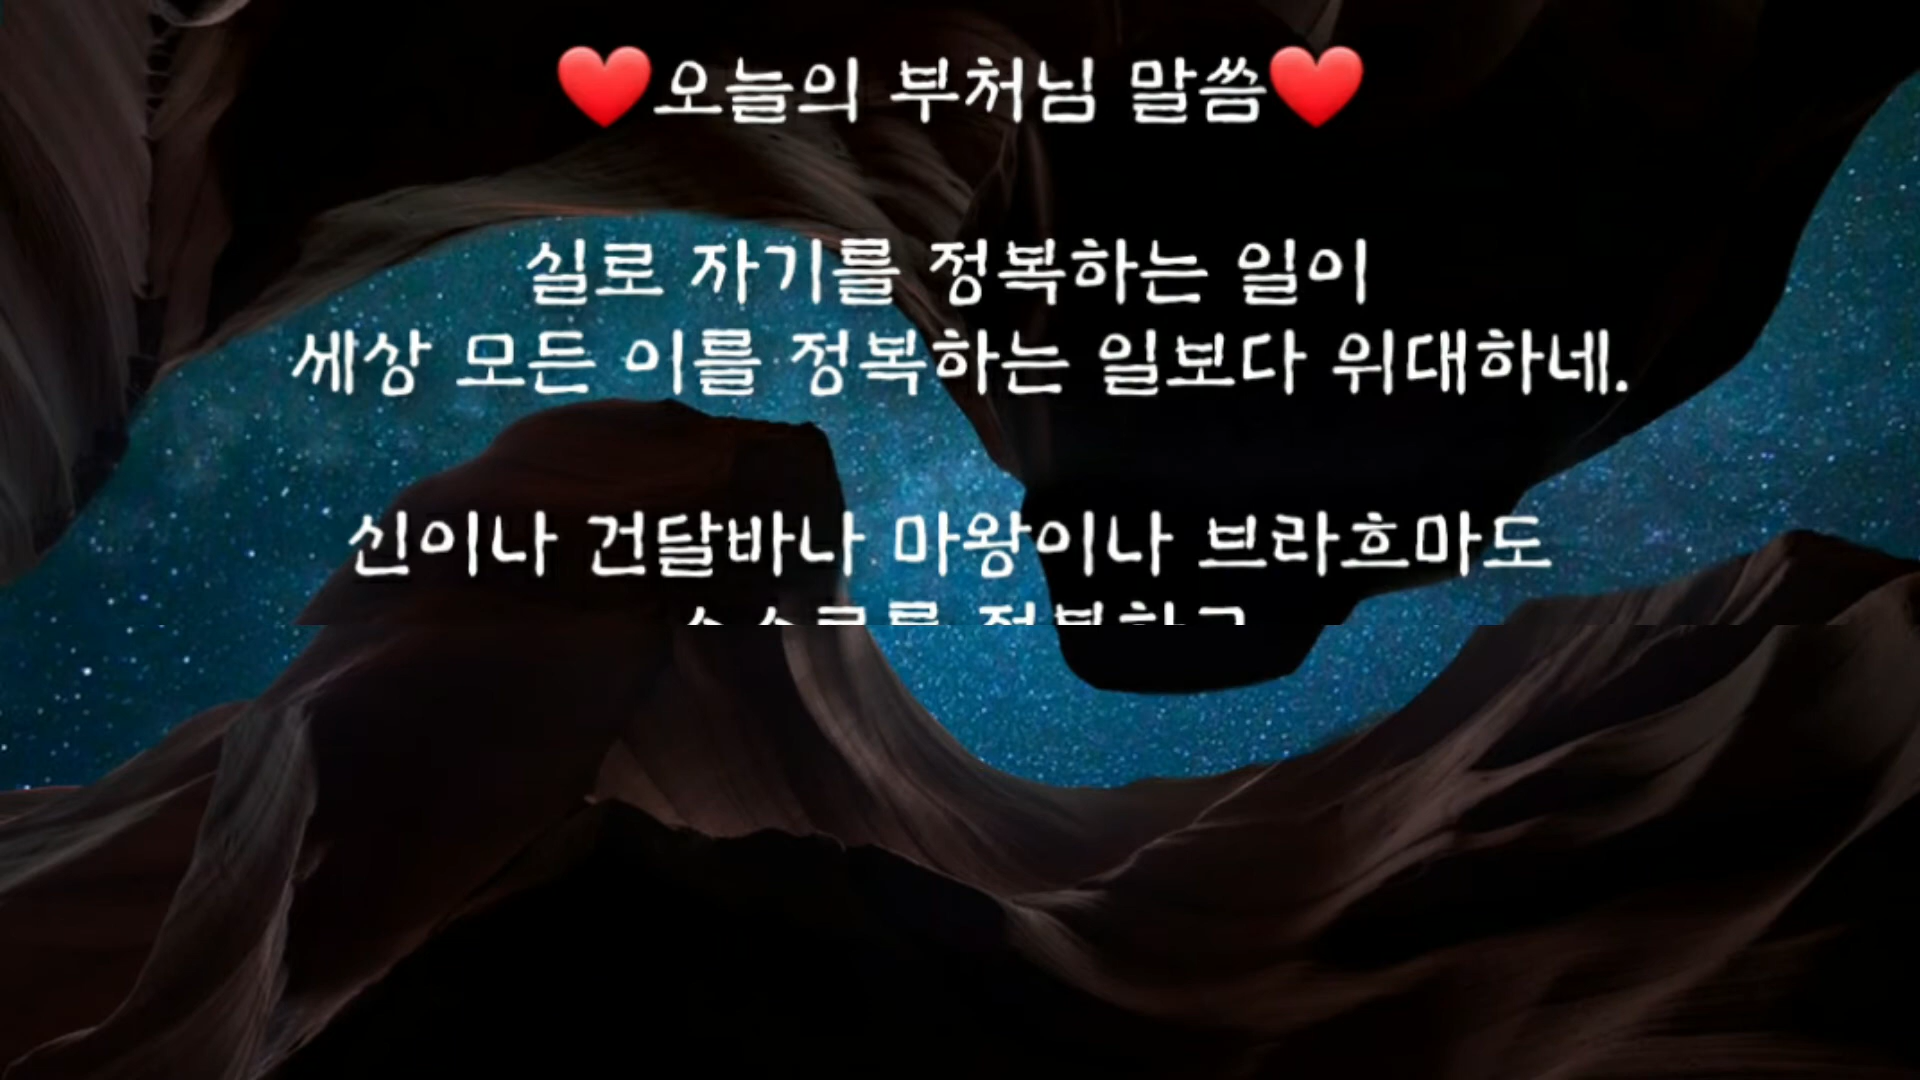 ❤️오늘의 부처님 말씀❤️
실로 자기를 정복하는 일이
세상 모든 이를 정복하는 일보다 위대하네.
신이나 건달바나 마왕이나 브라흐마도